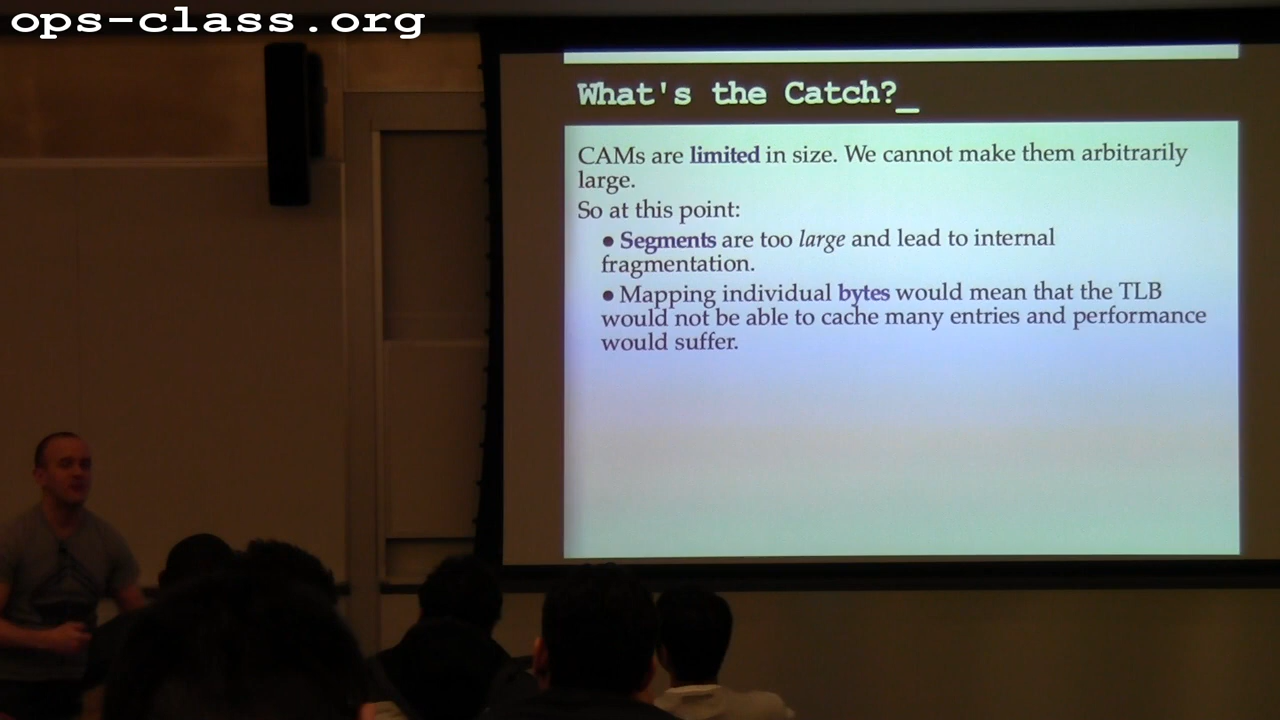 ops-class.org
What's the Catch?_
CAMs are limited in size. We cannot make them arbitrarily
large.
So at this point:
● Segments are too large and lead to internal
fragmentation.
● Mapping individual bytes would mean that the TLB
would not be able to cache many entries and performance
would suffer.